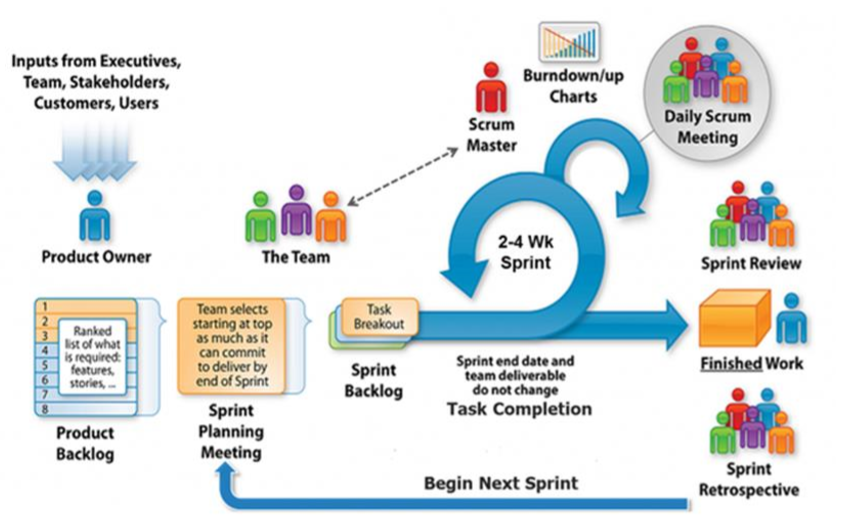 Inputs from Executives,
Team, Stakeholders,
Customers, Users
Product Owner
The Team
Scrum
Master
Burndown/up
Charts
Daily Scrum
Meeting
2-4 Wk
Sprint
Sprint Review
1
2
3
4
5
6
7
8
Ranked
list of what
is required:
features,
stories, ...
Product
Backlog
Team selects
starting at top
as much as it
can commit
to deliver by
end of Sprint
Sprint
Planning
Meeting
Task
Breakout
Sprint
Backlog
Sprint end date and
team deliverable
do not change
Task Completion
Finished Work
Sprint
Retrospective
Begin Next Sprint